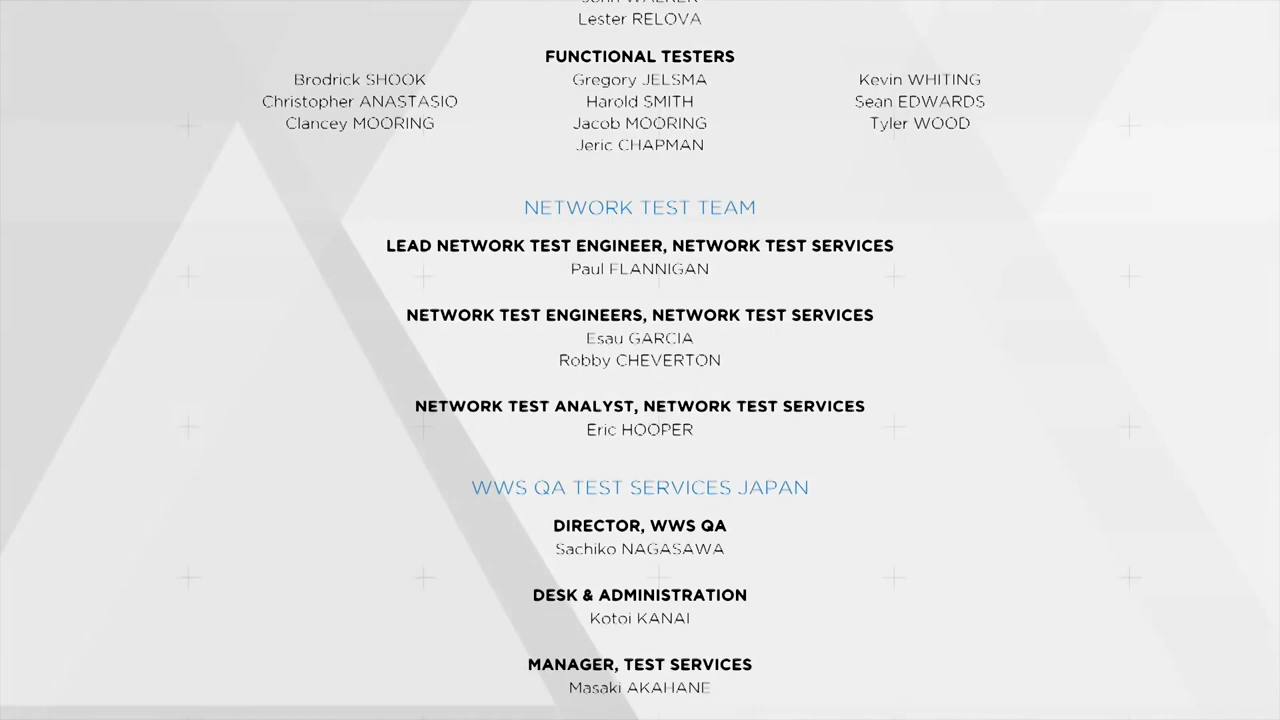 Lester RELOVA
FUNCTIONAL TESTERS
Brodrick SHOOK Gregory JELSMA Kevin WHITING
Christopher ANASTASIO Harold SMITH Sean EDWARDS
Clancey MOORING Jacob MOORING Tyler WOOD
Jeric CHAPMAN
NETWORK TEST TEAM
LEAD NETWORK TEST ENGINEER, NETWORK TEST SERVICES
Paul FLANNIGAN
NETWORK TEST ENGINEERS, NETWORK TEST SERVICES
Esau GARCIA
Robby CHEVERTON
NETWORK TEST ANALYST, NETWORK TEST SERVICES
Eric HOOPER
WWS QA TEST SERVICES JAPAN
DIRECTOR, WWS QA
Sachiko NAGASAWA
DESK & ADMINISTRATION
Kotoi KANAI
MANAGER, TEST SERVICES
Masaki AKAHANE